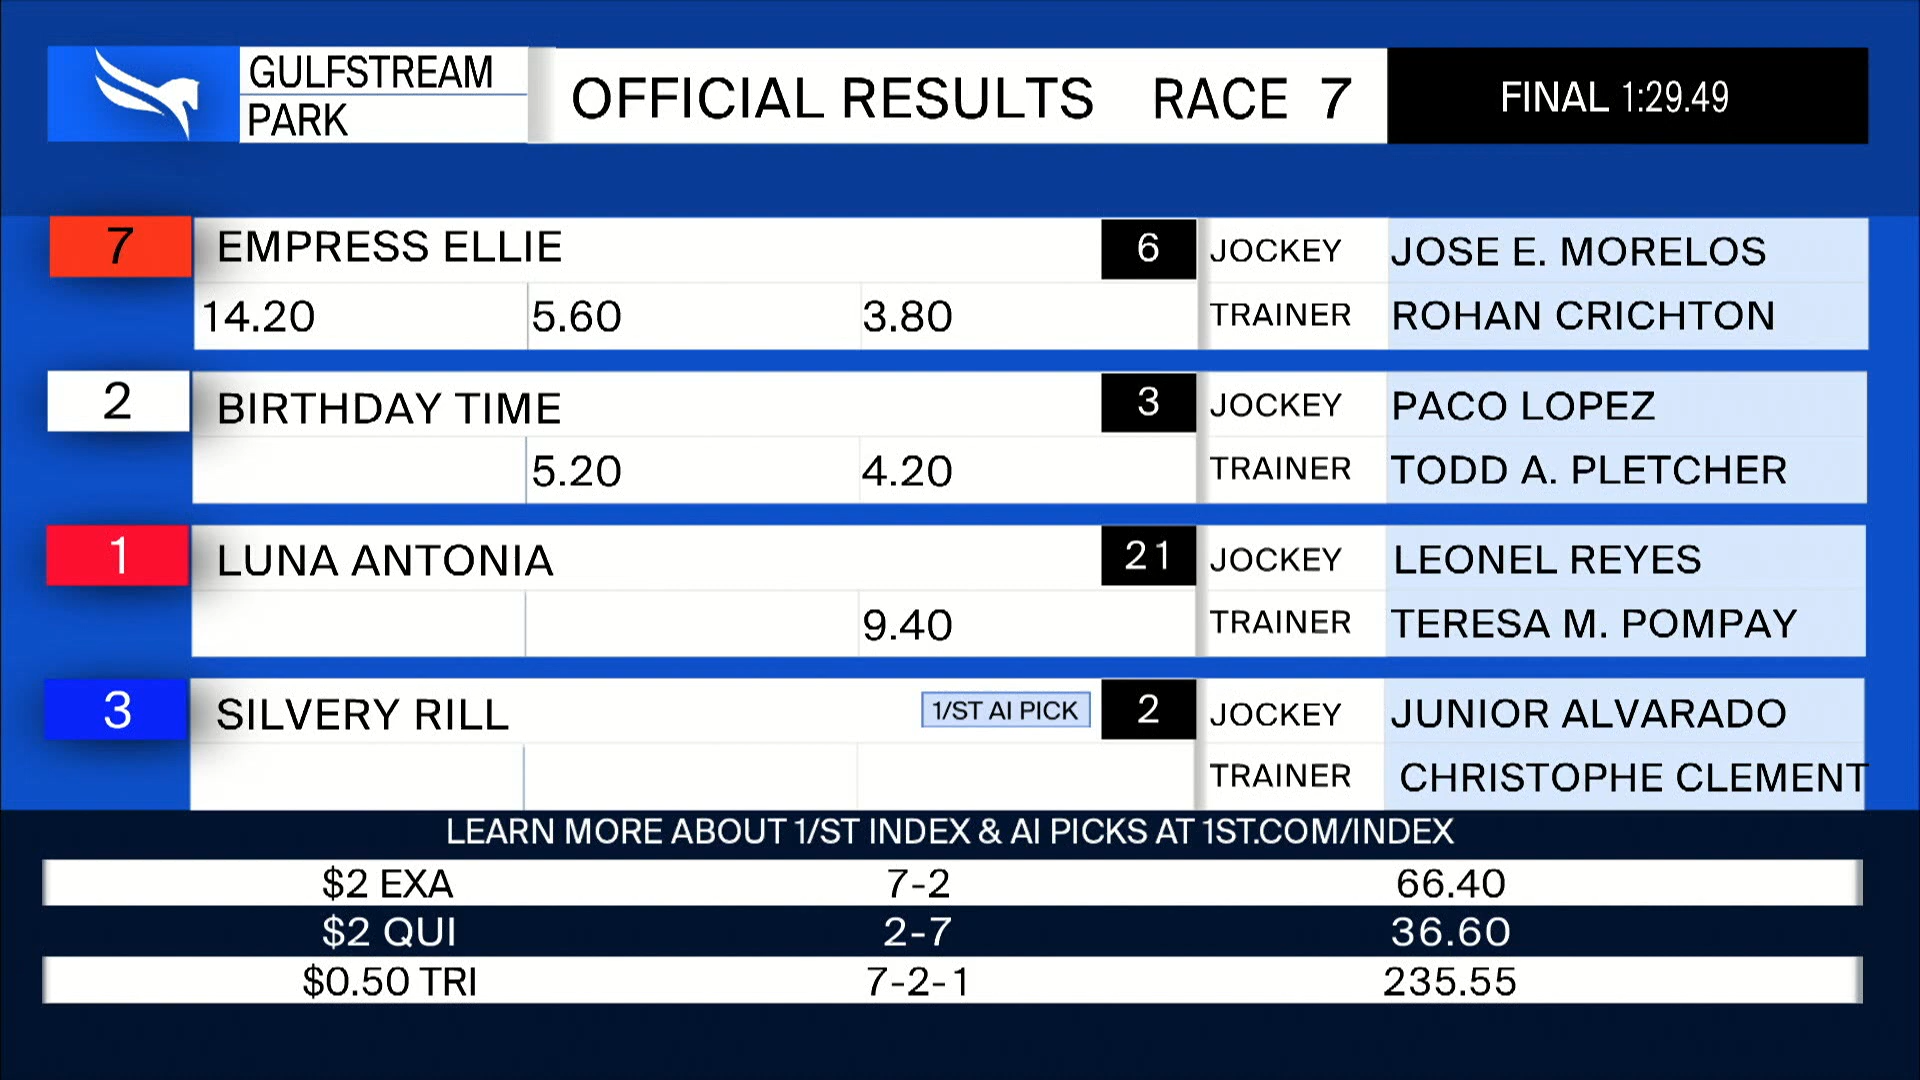 GULFSTREAM
PARK
OFFICIAL RESULTS RACE 7
FINAL 1:29.49
7 EMPRESS ELLIE 6 JOCKEY JOSE E. MORELOS
14.20 5.60 3.80 TRAINER ROHAN CRICHTON
2 BIRTHDAY TIME 3 JOCKEY PACO LOPEZ
5.20 4.20 TRAINER TODD A. PLETCHER
1 LUNA ANTONIA 21 JOCKEY LEONEL REYES
9.40 TRAINER TERESA M. POMPAY
3 SILVERY RILL 1/ST AI PICK 2 JOCKEY JUNIOR ALVARADO
TRAINER CHRISTOPHE CLEMENT
LEARN MORE ABOUT 1/ST INDEX & AI PICKS AT 1ST.COM/INDEX
$2 EXA 7-2 66.40
$2 QUI 2-7 36.60
$0.50 TRI 7-2-1 235.55